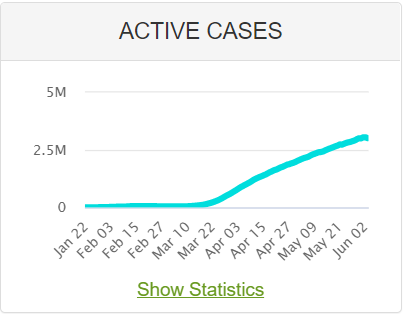 ACTIVE CASES
5M
2.5M
0
Jan 22
Feb 03
Feb 15
Feb 27
Mar 10
Mar 22
Apr 03
Apr 15
Apr 27
May 09
May 21
Jun 02
Show Statistics